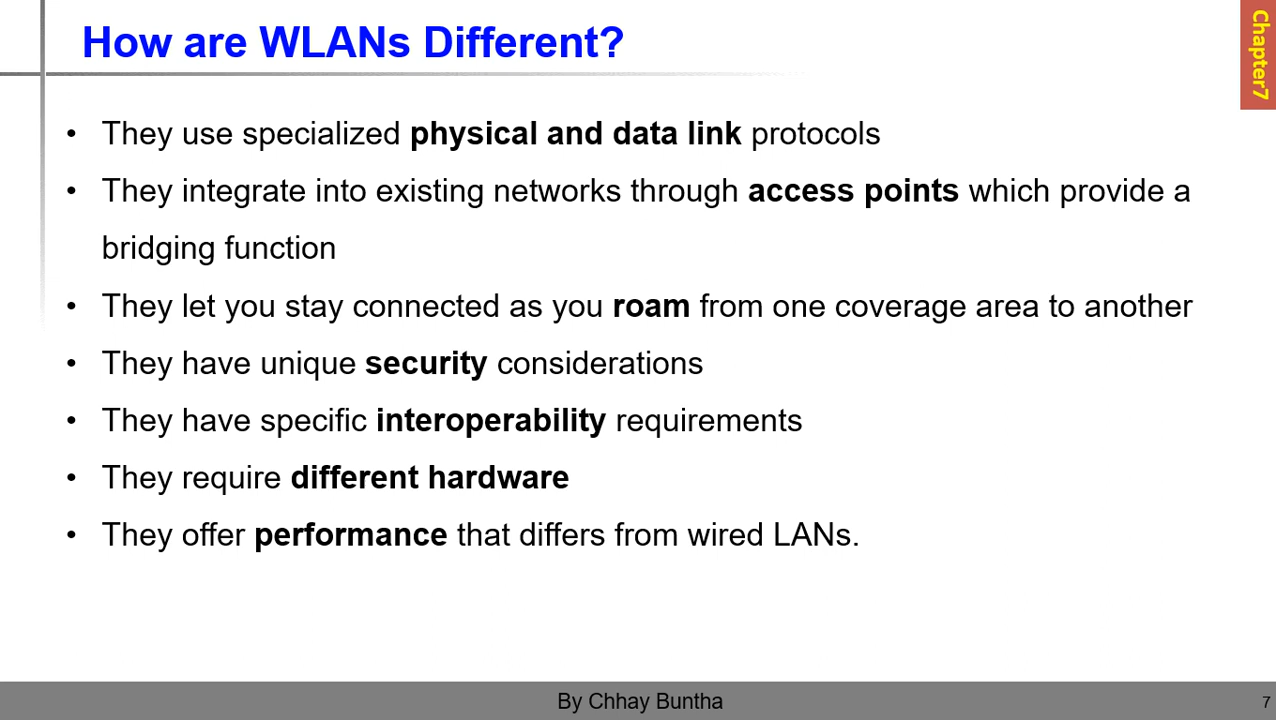 How are WLANs Different?
Chapter7
• They use specialized physical and data link protocols
• They integrate into existing networks through access points which provide a
bridging function
• They let you stay connected as you roam from one coverage area to another
• They have unique security considerations
• They have specific interoperability requirements
• They require different hardware
• They offer performance that differs from wired LANs.
By Chhay Buntha
7